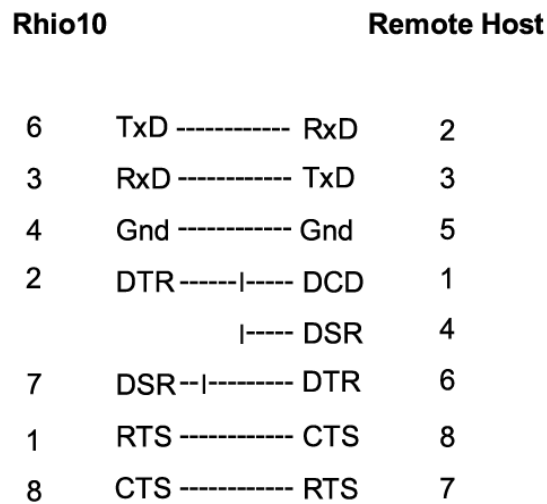 Rhio10 Remote Host
6 TxD ------------ RxD 2
3 RxD ------------ TxD 3
4 Gnd ------------ Gnd 5
2 DTR------I----- DCD 1
I----- DSR 4
7 DSR--I--------- DTR 6
1 RTS ------------ CTS 8
8 CTS ------------ RTS 7